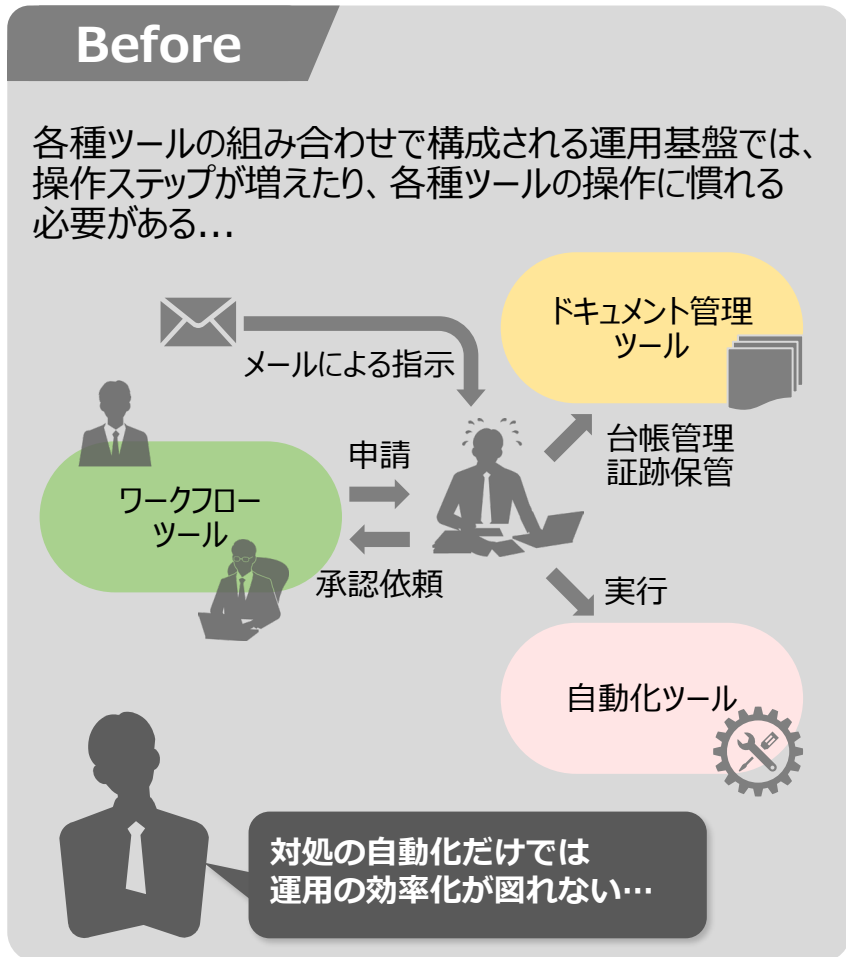 Before
各種ツールの組み合わせで構成される運用基盤では、
操作ステップが増えたり、各種ツールの操作に慣れる
必要がある...
ドキュメント管理
ツール
メールによる指示
台帳管理
証跡保管
申請
ワークフロー
ツール
承認依頼
実行
自動化ツール
対処の自動化だけでは
運用の効率化が図れない…